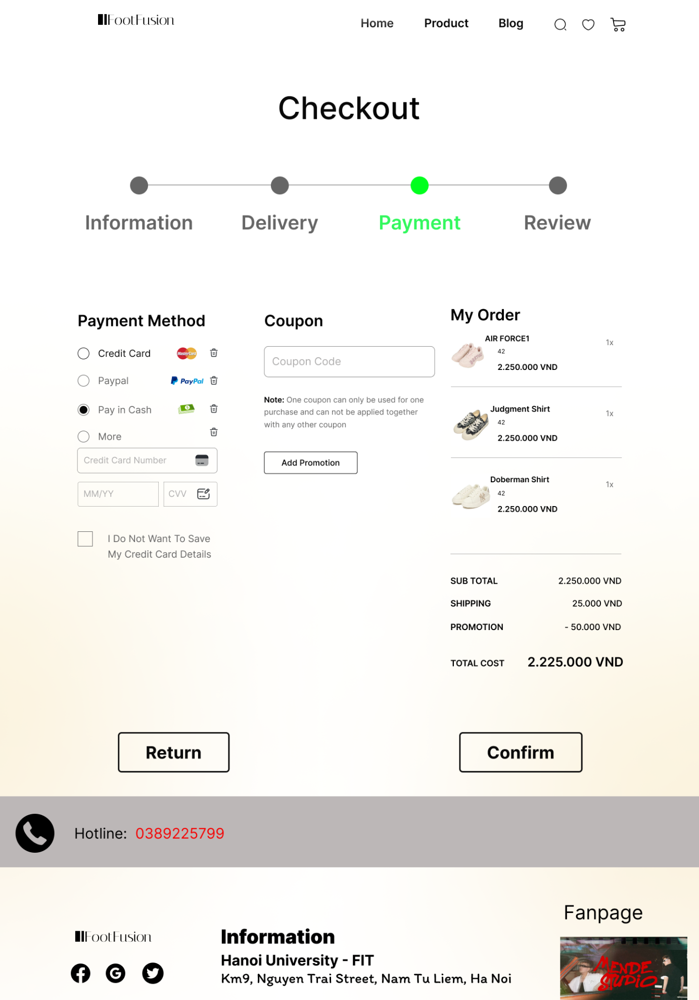 FootFusion
Home Product Blog
Checkout
Information Delivery Payment Review
Payment Method
Credit Card MasterCard
Paypal PayPal
Pay in Cash
More
Credit Card Number
MM/YY CVV
I Do Not Want To Save
My Credit Card Details
Coupon
Coupon Code
Note: One coupon can only be used for one
purchase and can not be applied together
with any other coupon
Add Promotion
My Order
AIR FORCE1 1x
42
2.250.000 VND
Judgment Shirt 1x
42
2.250.000 VND
Doberman Shirt 1x
42
2.250.000 VND
SUB TOTAL 2.250.000 VND
SHIPPING 25.000 VND
PROMOTION - 50.000 VND
TOTAL COST 2.225.000 VND
Return Confirm
Hotline: 0389225799
FootFusion
Information
Hanoi University - FIT
Km9, Nguyen Trai Street, Nam Tu Liem, Ha Noi
Fanpage
MENDE
STUDIO